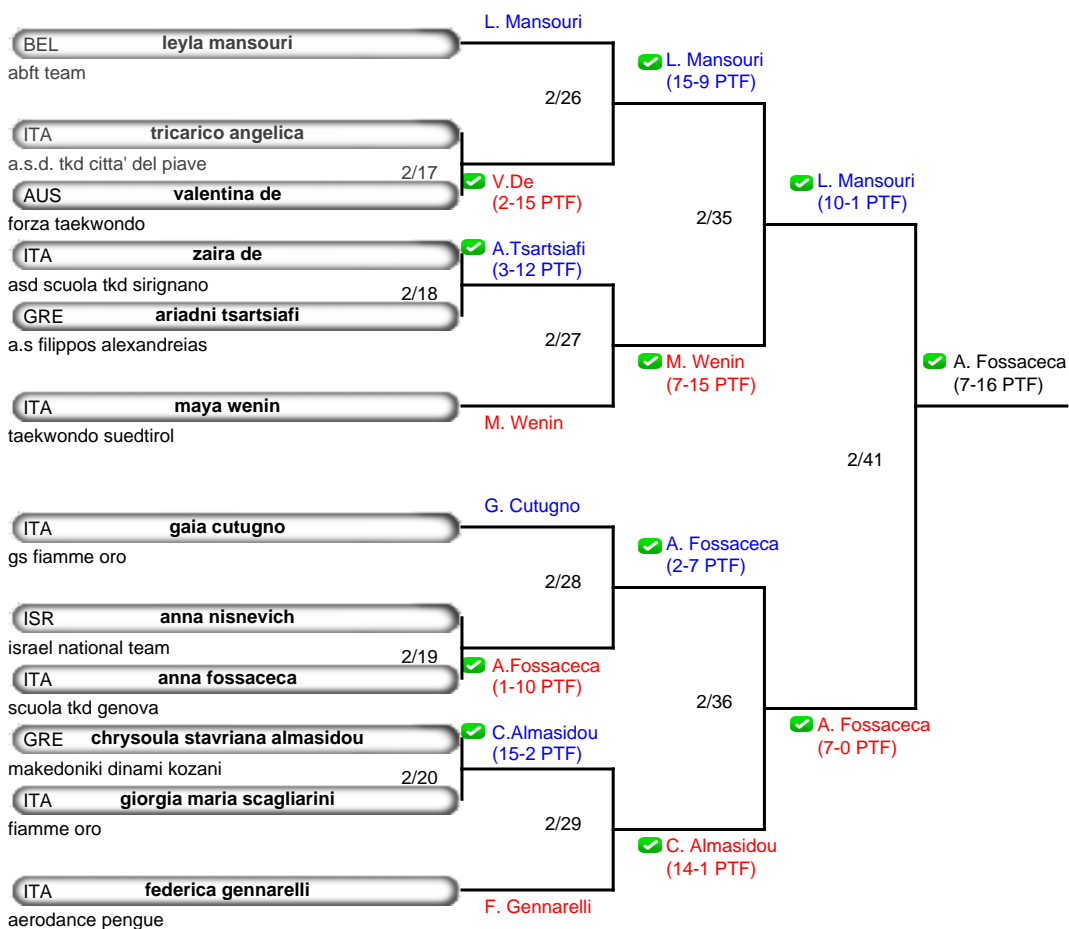 L. Mansouri
BEL leyla mansouri
abft team
2/26
L. Mansouri
(15-9 PTF)
ITA tricarico angelica
a.s.d. tkd citta' del piave
2/17
AUS valentina de
forza taekwondo
V.De
(2-15 PTF)
2/35
L. Mansouri
(10-1 PTF)
ITA zaira de
asd scuola tkd sirignano
2/18
GRE ariadni tsartsiafi
a.s filippos alexandreias
A.Tsartsiafi
(3-12 PTF)
2/27
M. Wenin
(7-15 PTF)
ITA maya wenin
taekwondo suedtirol
M. Wenin
A. Fossaceca
(7-16 PTF)
2/41
G. Cutugno
ITA gaia cutugno
gs fiamme oro
2/28
A. Fossaceca
(2-7 PTF)
ISR anna nisnevich
israel national team
2/19
ITA anna fossaceca
scuola tkd genova
A.Fossaceca
(1-10 PTF)
2/36
A. Fossaceca
(7-0 PTF)
GRE chrysoula stavriana almasidou
makedoniki dinami kozani
2/20
ITA giorgia maria scagliarini
fiamme oro
C.Almasidou
(15-2 PTF)
2/29
C. Almasidou
(14-1 PTF)
ITA federica gennarelli
aerodance pengue
F. Gennarelli